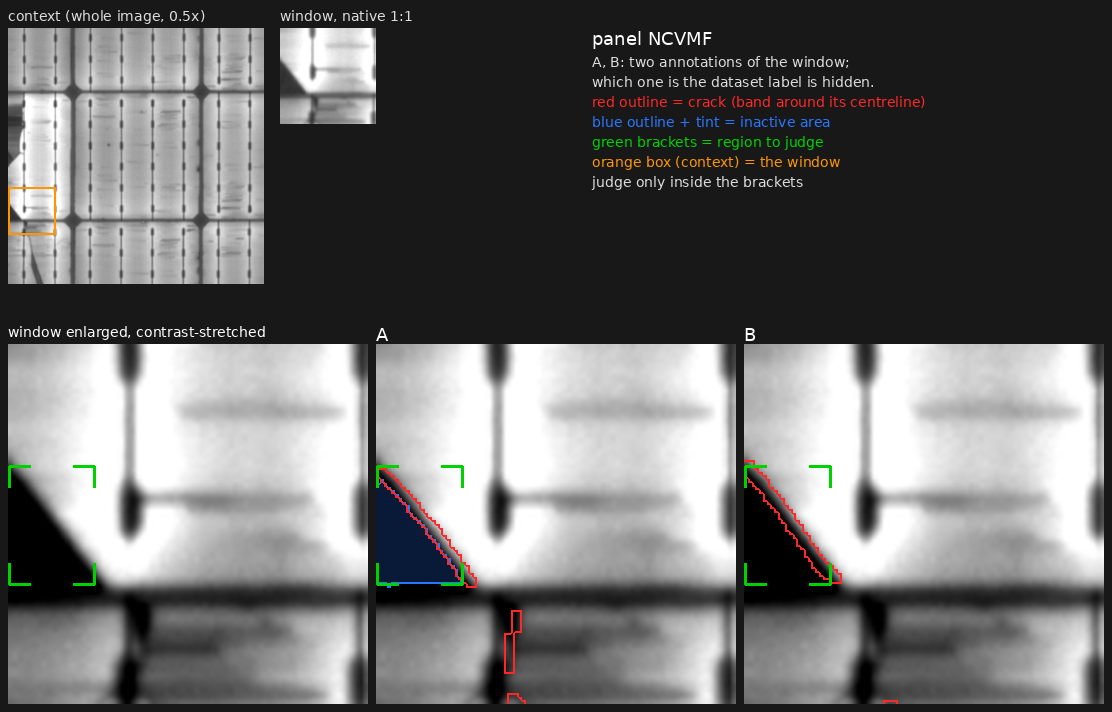 context (whole image, 0.5x)
window, native 1:1
panel NCVMF
A, B: two annotations of the window;
which one is the dataset label is hidden.
red outline = crack (band around its centreline)
blue outline + tint = inactive area
green brackets = region to judge
orange box (context) = the window
judge only inside the brackets
window enlarged, contrast-stretched
A
B